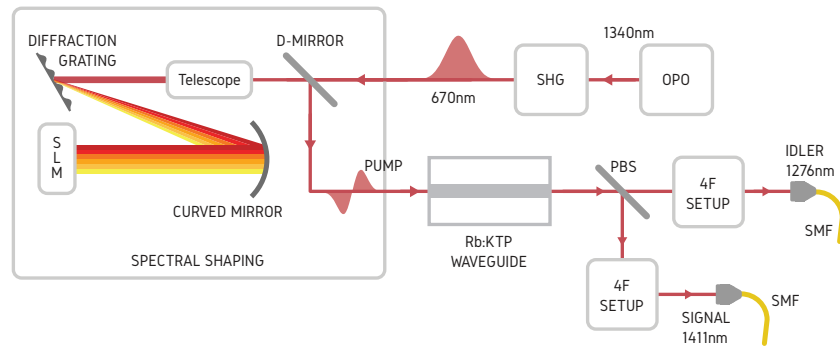 DIFFRACTION
GRATING
Telescope
D-MIRROR
670nm
SHG
1340nm
OPO
SLM
CURVED MIRROR
PUMP
SPECTRAL SHAPING
Rb:KTP
WAVEGUIDE
PBS
4F
SETUP
IDLER
1276nm
SMF
4F
SETUP
SIGNAL
1411nm
SMF